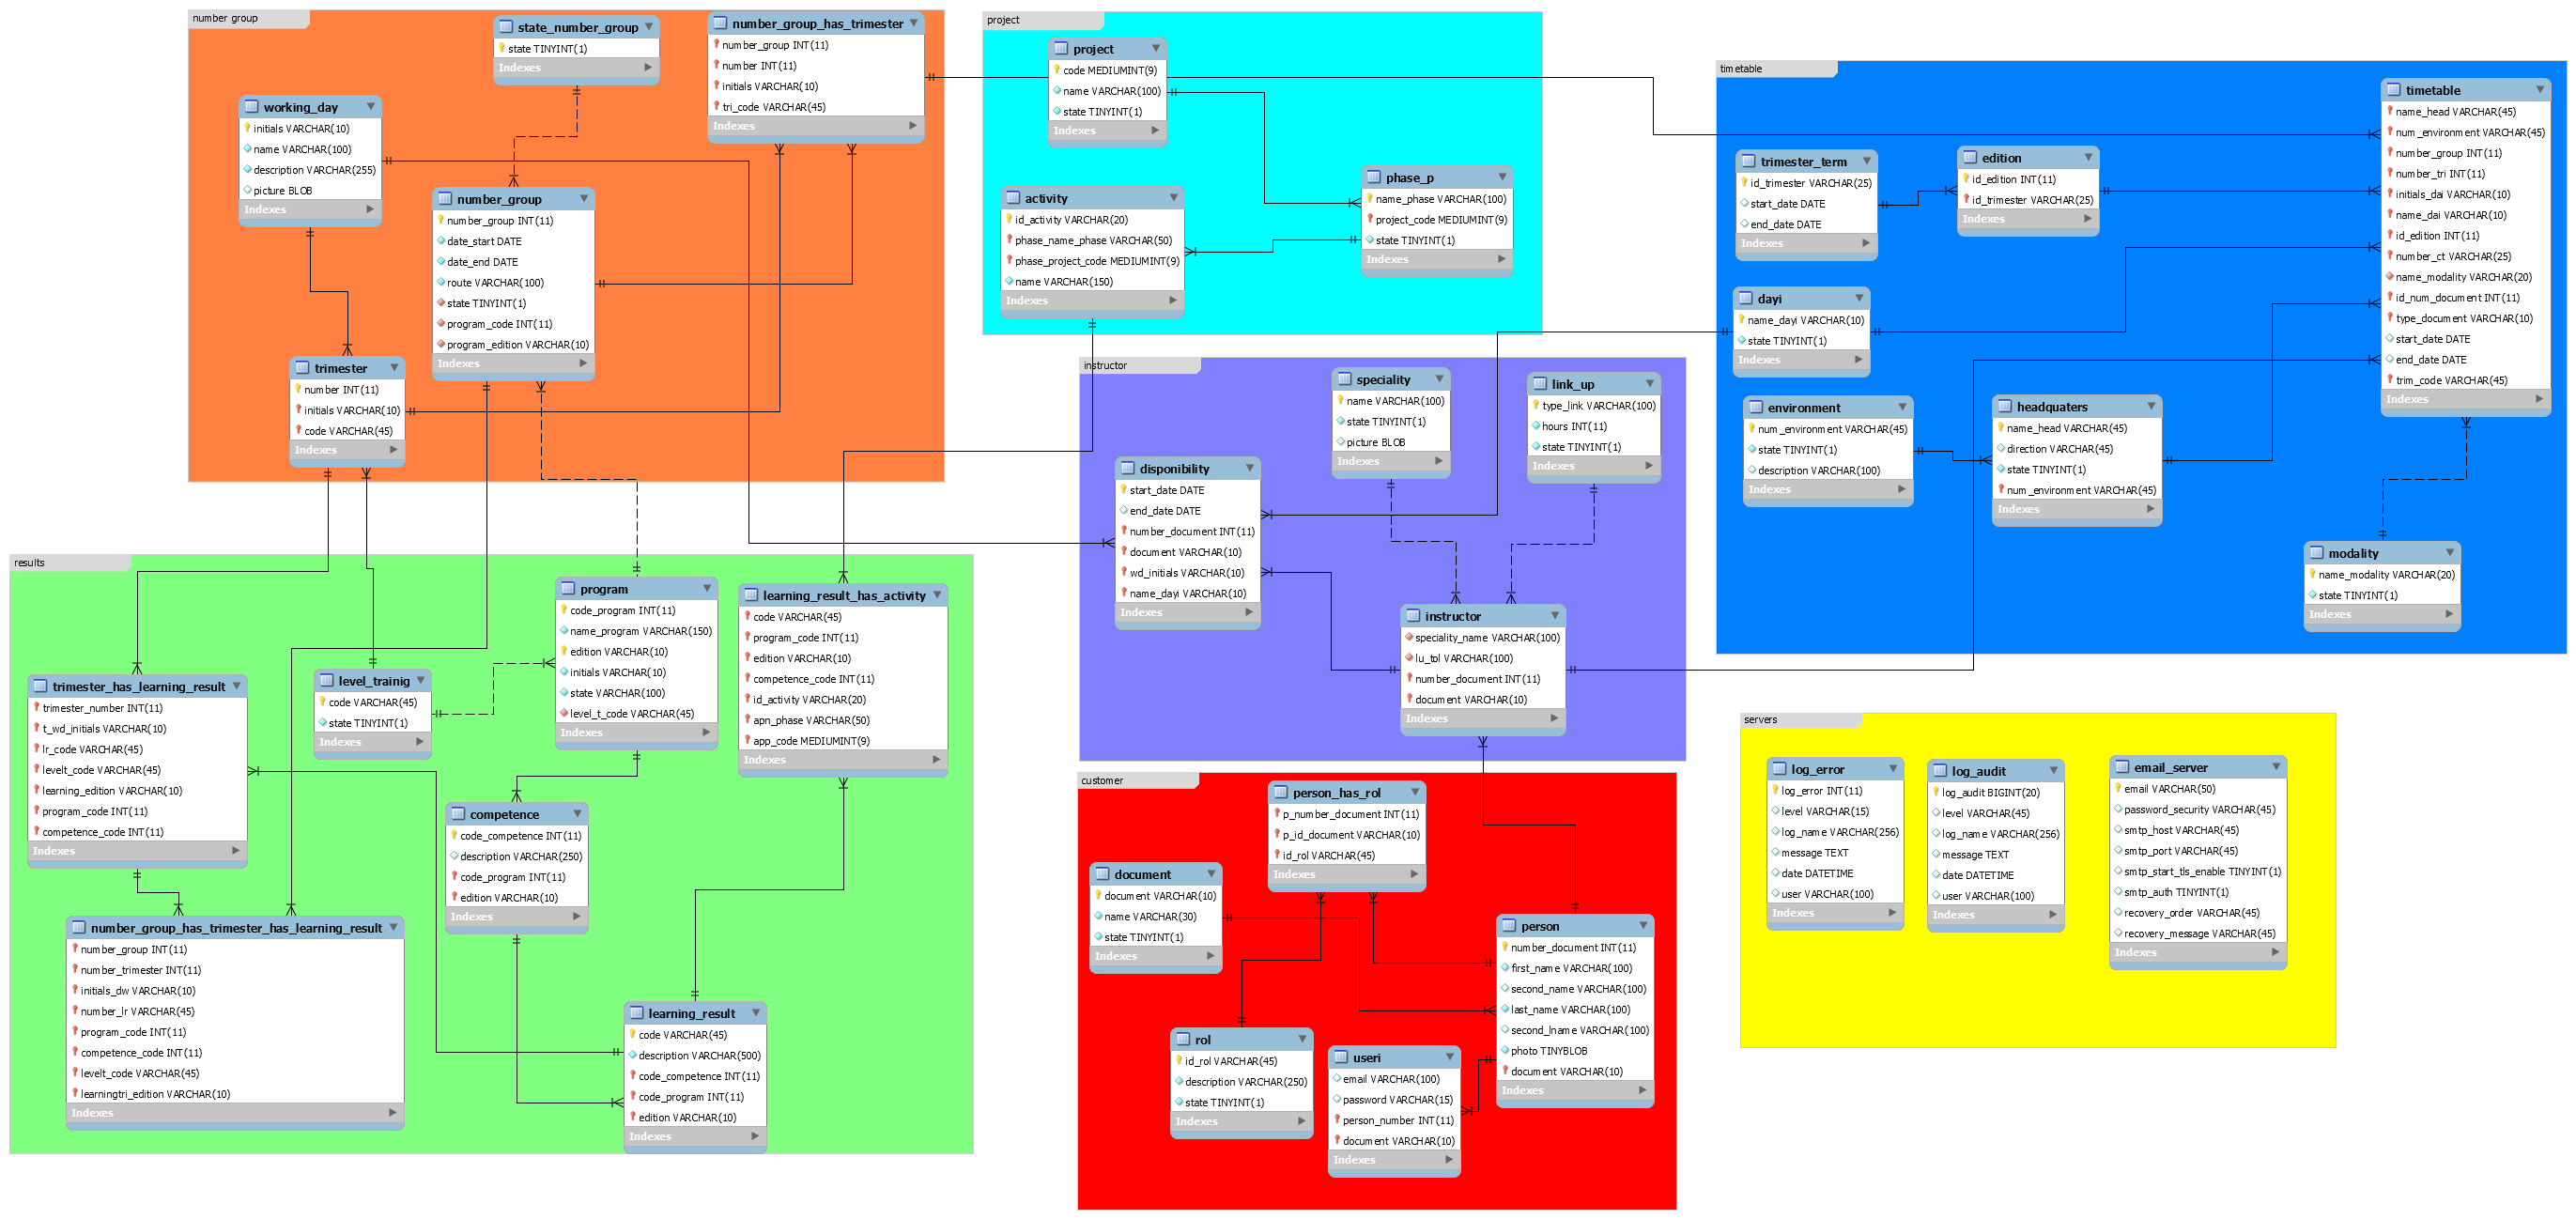 number group
state_number_group
state TINYINT(1)
Indexes
number_group_has_trimester
number_group INT(11)
number INT(11)
initials VARCHAR(10)
tri_code VARCHAR(45)
Indexes
working_day
initials VARCHAR(10)
name VARCHAR(100)
description VARCHAR(255)
picture BLOB
Indexes
number_group
number_group INT(11)
date_start DATE
date_end DATE
route VARCHAR(100)
state TINYINT(1)
program_code INT(11)
program_edition VARCHAR(10)
Indexes
trimester
number INT(11)
initials VARCHAR(10)
code VARCHAR(45)
Indexes
project
project
code MEDIUMINT(9)
name VARCHAR(100)
state TINYINT(1)
Indexes
phase_p
name_phase VARCHAR(100)
project_code MEDIUMINT(9)
state TINYINT(1)
Indexes
activity
id_activity VARCHAR(20)
phase_name_phase VARCHAR(50)
phase_project_code MEDIUMINT(9)
name VARCHAR(150)
Indexes
timetable
timetable
name_head VARCHAR(45)
num_environment VARCHAR(45)
number_group INT(11)
number_tri INT(11)
initials_dai VARCHAR(10)
name_dai VARCHAR(10)
id_edition INT(11)
number_ct VARCHAR(25)
name_modality VARCHAR(20)
id_num_document INT(11)
type_document VARCHAR(10)
start_date DATE
end_date DATE
trim_code VARCHAR(45)
Indexes
trimester_term
id_trimester VARCHAR(25)
start_date DATE
end_date DATE
Indexes
edition
id_edition INT(11)
id_trimester VARCHAR(25)
Indexes
dayi
name_dayi VARCHAR(10)
state TINYINT(1)
Indexes
environment
num_environment VARCHAR(45)
state TINYINT(1)
description VARCHAR(100)
Indexes
headquaters
name_head VARCHAR(45)
direction VARCHAR(45)
state TINYINT(1)
num_environment VARCHAR(45)
Indexes
modality
name_modality VARCHAR(20)
state TINYINT(1)
Indexes
instructor
speciality
name VARCHAR(100)
state TINYINT(1)
picture BLOB
Indexes
link_up
type_link VARCHAR(100)
hours INT(11)
state TINYINT(1)
Indexes
disponibility
start_date DATE
end_date DATE
number_document INT(11)
document VARCHAR(10)
wd_initials VARCHAR(10)
name_dayi VARCHAR(10)
Indexes
instructor
speciality_name VARCHAR(100)
lu_tol VARCHAR(100)
number_document INT(11)
document VARCHAR(10)
Indexes
results
program
code_program INT(11)
name_program VARCHAR(150)
edition VARCHAR(10)
initials VARCHAR(10)
state VARCHAR(100)
level_t_code VARCHAR(45)
Indexes
learning_result_has_activity
code VARCHAR(45)
program_code INT(11)
edition VARCHAR(10)
competence_code INT(11)
id_activity VARCHAR(20)
apn_phase VARCHAR(50)
app_code MEDIUMINT(9)
Indexes
trimester_has_learning_result
trimester_number INT(11)
t_wd_initials VARCHAR(10)
lr_code VARCHAR(45)
levelt_code VARCHAR(45)
learning_edition VARCHAR(10)
program_code INT(11)
competence_code INT(11)
Indexes
level_trainig
code VARCHAR(45)
state TINYINT(1)
Indexes
competence
code_competence INT(11)
description VARCHAR(250)
code_program INT(11)
edition VARCHAR(10)
Indexes
number_group_has_trimester_has_learning_result
number_group INT(11)
number_trimester INT(11)
initials_dw VARCHAR(10)
number_lr VARCHAR(45)
program_code INT(11)
competence_code INT(11)
levelt_code VARCHAR(45)
learningtri_edition VARCHAR(10)
Indexes
learning_result
code VARCHAR(45)
description VARCHAR(500)
code_competence INT(11)
code_program INT(11)
edition VARCHAR(10)
Indexes
customer
person_has_rol
p_number_document INT(11)
p_id_document VARCHAR(10)
id_rol VARCHAR(45)
Indexes
document
document VARCHAR(10)
name VARCHAR(30)
state TINYINT(1)
Indexes
person
number_document INT(11)
first_name VARCHAR(100)
second_name VARCHAR(100)
last_name VARCHAR(100)
second_lname VARCHAR(100)
photo TINYBLOB
document VARCHAR(10)
Indexes
rol
id_rol VARCHAR(45)
description VARCHAR(250)
state TINYINT(1)
Indexes
useri
email VARCHAR(100)
password VARCHAR(15)
person_number INT(11)
document VARCHAR(10)
Indexes
servers
log_error
log_error INT(11)
level VARCHAR(15)
log_name VARCHAR(256)
message TEXT
date DATETIME
user VARCHAR(100)
Indexes
log_audit
log_audit BIGINT(20)
level VARCHAR(45)
log_name VARCHAR(256)
message TEXT
date DATETIME
user VARCHAR(100)
Indexes
email_server
email VARCHAR(50)
password_security VARCHAR(45)
smtp_host VARCHAR(45)
smtp_port VARCHAR(45)
smtp_start_tls_enable TINYINT(1)
smtp_auth TINYINT(1)
recovery_order VARCHAR(45)
recovery_message VARCHAR(45)
Indexes